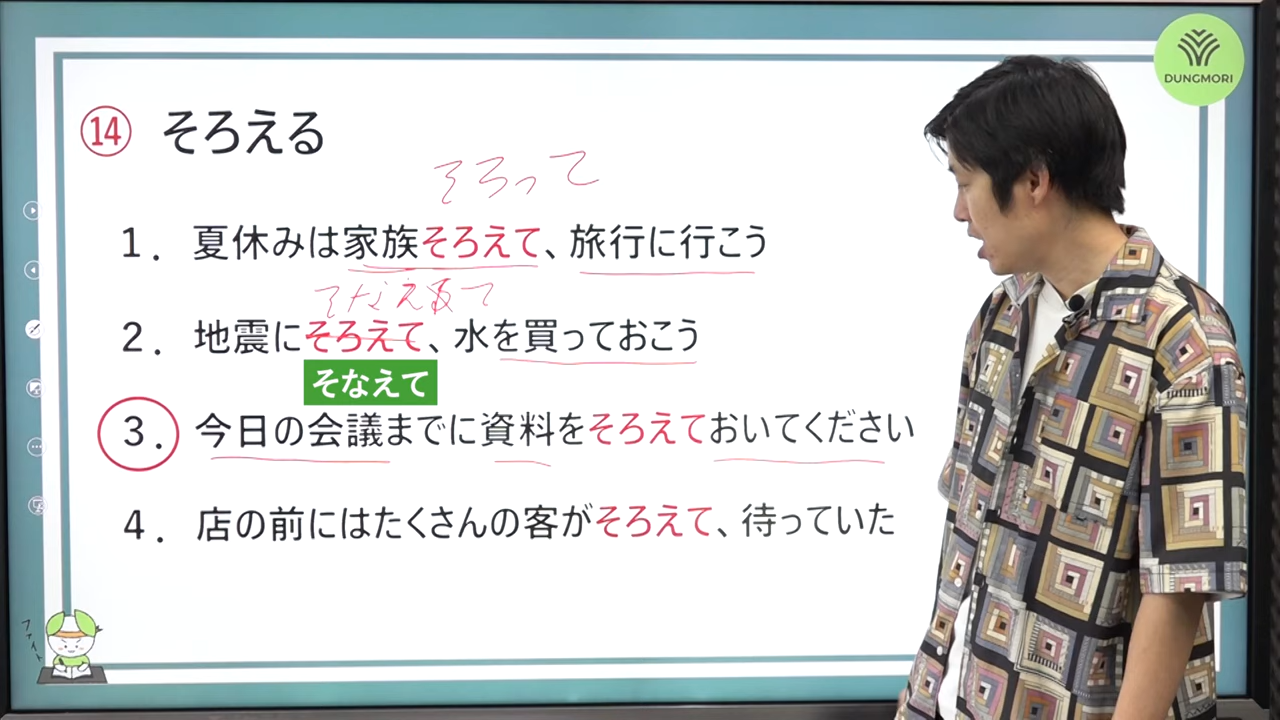 DUNGMORI
14 そろえる
そろって
1. 夏休みは家族そろえて、旅行に行こう
そなえて
2. 地震にそろえて、水を買っておこう
そなえて
3. 今日の会議までに資料をそろえておいてください
4. 店の前にはたくさんの客がそろえて、待っていた
ファイト